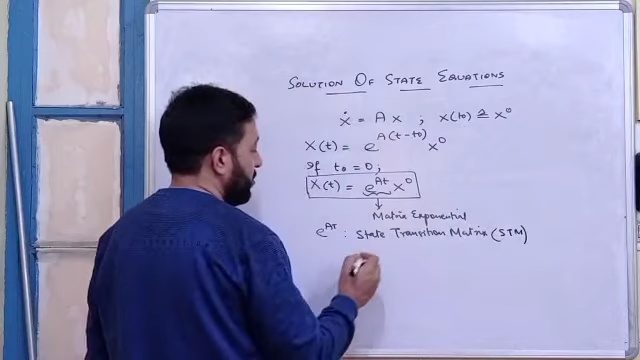 SOLUTION OF STATE EQUATIONS
ẋ = A x ; x(t0) ≜ x⁰
x(t) = e^A(t-t0) x⁰
If t0 = 0;
x(t) = e^At x⁰
Matrix Exponential
e^At : State Transition Matrix (STM)